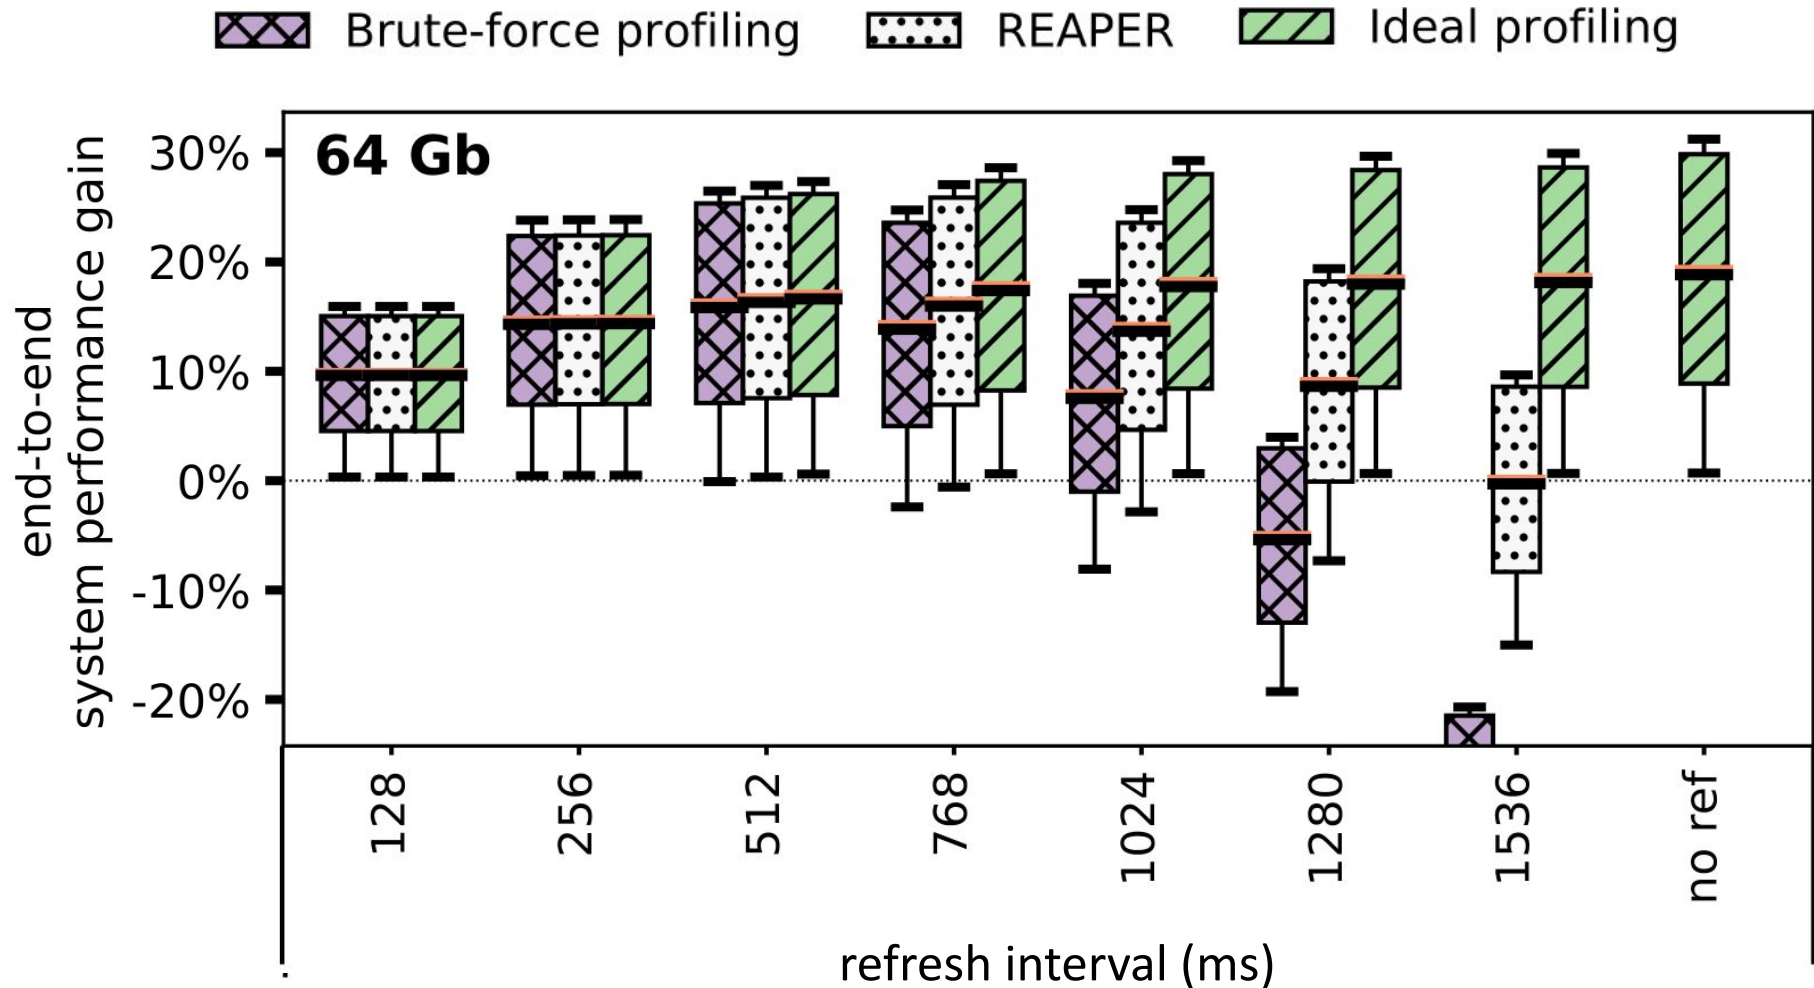 Brute-force profiling REAPER Ideal profiling
64 Gb
end-to-end
system performance gain
30%
20%
10%
0%
-10%
-20%
128
256
512
768
1024
1280
1536
no ref
refresh interval (ms)